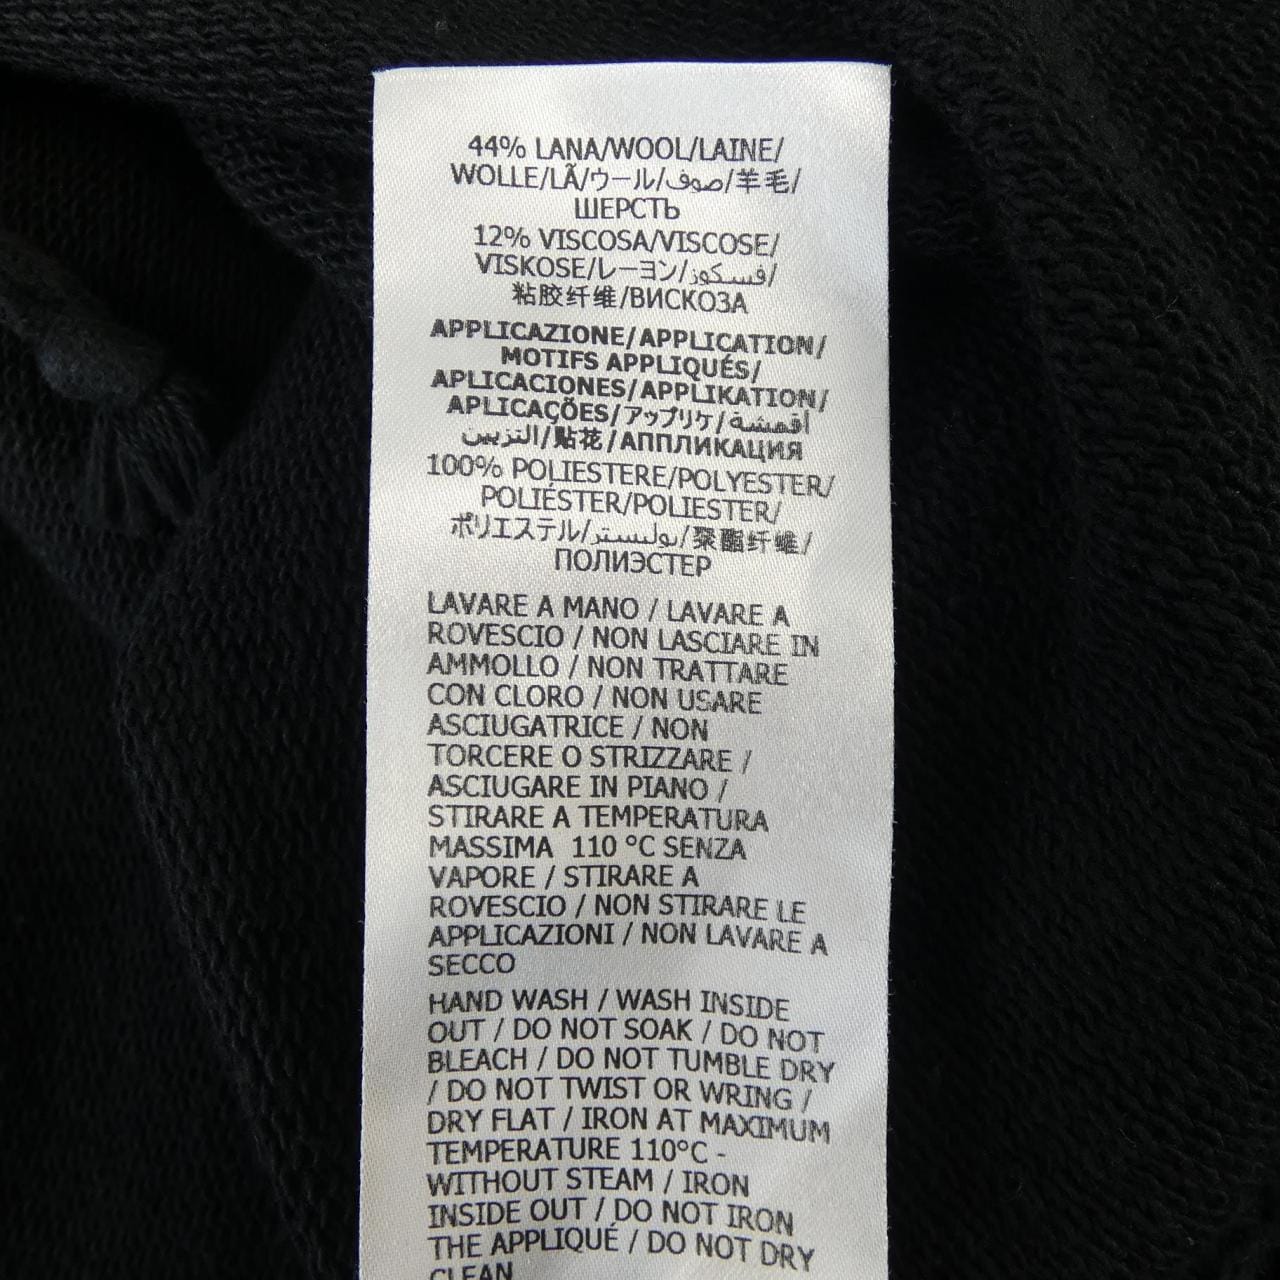 44% LANA/WOOL/LAINE/
WOLLE/LÃ/ウール/صوف/羊毛/
ШЕРСТЬ
12% VISCOSA/VISCOSE/
VISKOSE/レーヨン/فسكوز/
粘胶纤维/ВИСКОЗА
APPLICAZIONE/APPLICATION/
MOTIFS APPLIQUÉS/
APLICACIONES/APPLIKATION/
APLICAÇÕES/アップリケ/أقمشة
التزيين/贴花/АППЛИКАЦИЯ
100% POLIESTERE/POLYESTER/
POLIÉSTER/POLIESTER/
ポリエステル/بوليستر/聚酯纤维/
ПОЛИЭСТЕР
LAVARE A MANO / LAVARE A
ROVESCIO / NON LASCIARE IN
AMMOLLO / NON TRATTARE
CON CLORO / NON USARE
ASCIUGATRICE / NON
TORCERE O STRIZZARE /
ASCIUGARE IN PIANO /
STIRARE A TEMPERATURA
MASSIMA 110 °C SENZA
VAPORE / STIRARE A
ROVESCIO / NON STIRARE LE
APPLICAZIONI / NON LAVARE A
SECCO
HAND WASH / WASH INSIDE
OUT / DO NOT SOAK / DO NOT
BLEACH / DO NOT TUMBLE DRY
/ DO NOT TWIST OR WRING /
DRY FLAT / IRON AT MAXIMUM
TEMPERATURE 110°C -
WITHOUT STEAM / IRON
INSIDE OUT / DO NOT IRON
THE APPLIQUÉ / DO NOT DRY
CLEAN